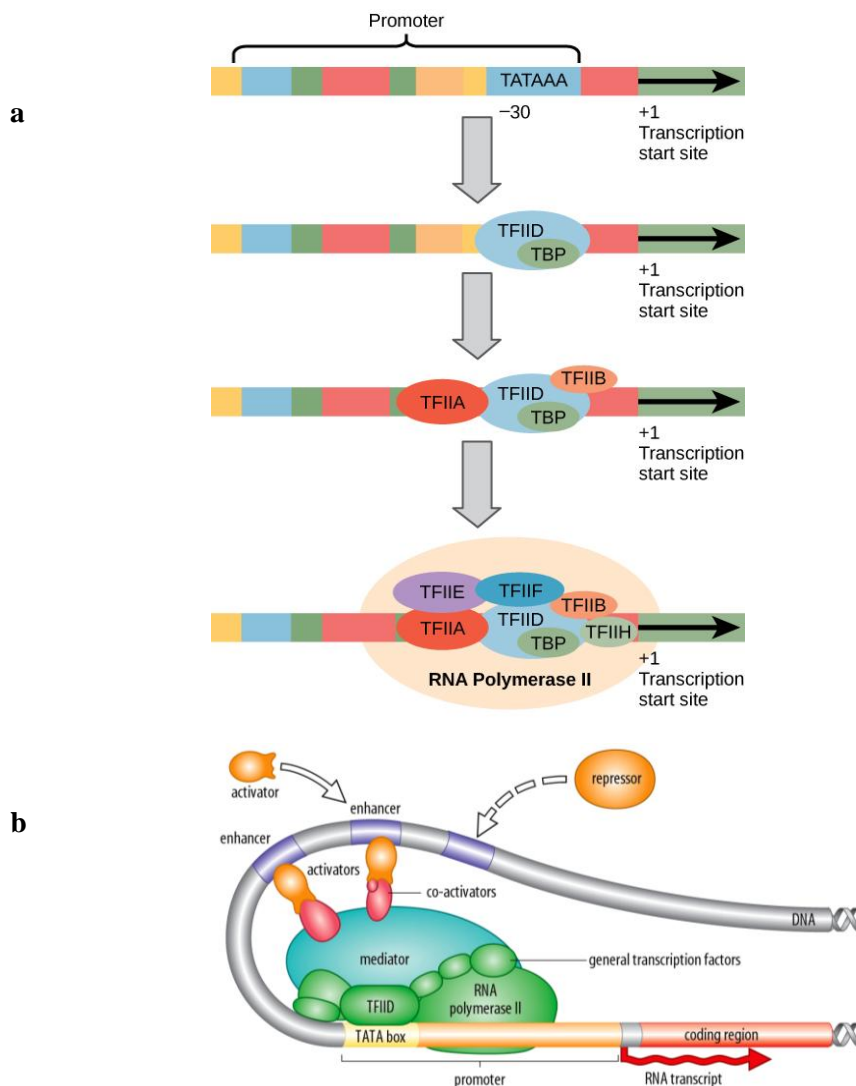 Promoter
TATAAA
a
−30
+1
Transcription
start site
TFIID
TBP
+1
Transcription
start site
TFIIB
TFIID
TFIIA
TBP
+1
Transcription
start site
TFIIE
TFIIF
TFIIB
TFIID
TFIIA
TFIIH
TBP
RNA Polymerase II
+1
Transcription
start site
b
activator
repressor
enhancer
enhancer
activators
co-activators
DNA
mediator
general transcription factors
RNA
polymerase II
TFIID
TATA box
coding region
promoter
RNA transcript